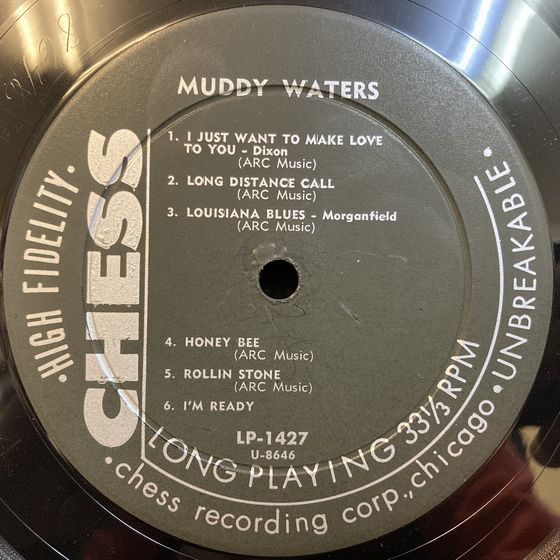 MUDDY WATERS
1. I JUST WANT TO MAKE LOVE
TO YOU - Dixon
(ARC Music)
2. LONG DISTANCE CALL
(ARC Music)
3. LOUISIANA BLUES - Morganfield
(ARC Music)
4. HONEY BEE
(ARC Music)
5. ROLLIN STONE
(ARC Music)
6. I'M READY
LP-1427
U-8646
CHESS
LONG PLAYING 33⅓ RPM
•HIGH FIDELITY•
•chess recording corp., chicago•UNBREAKABLE•